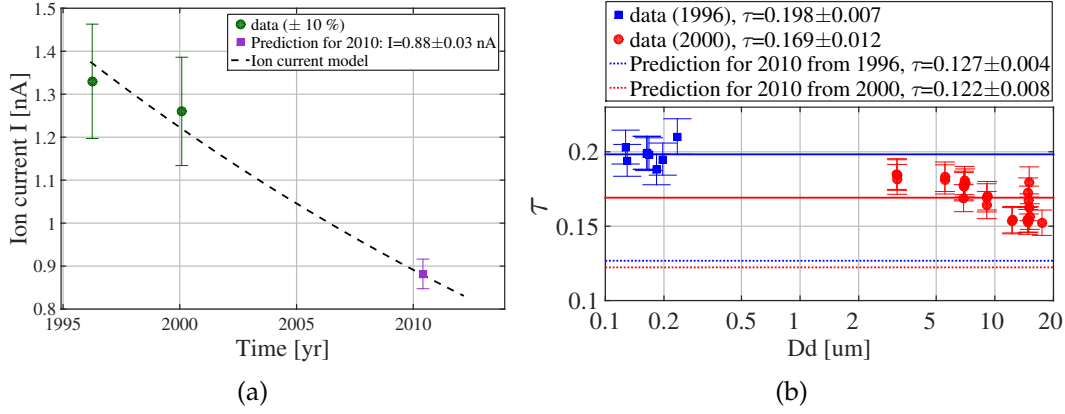 data (± 10 %)
Prediction for 2010: I=0.88±0.03 nA
Ion current model
Ion current I [nA]
1.5
1.4
1.3
1.2
1.1
1
0.9
0.8
1995
2000
2005
2010
Time [yr]
(a)
data (1996), τ=0.198±0.007
data (2000), τ=0.169±0.012
Prediction for 2010 from 1996, τ=0.127±0.004
Prediction for 2010 from 2000, τ=0.122±0.008
τ
0.2
0.15
0.1
0.1
0.2
0.5
1
2
5
10
20
Dd [um]
(b)